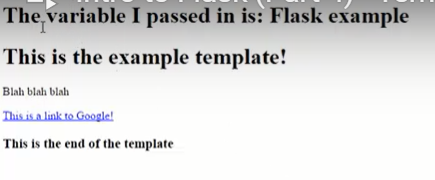 The variable I passed in is: Flask example
This is the example template!
Blah blah blah
This is a link to Google!
This is the end of the template